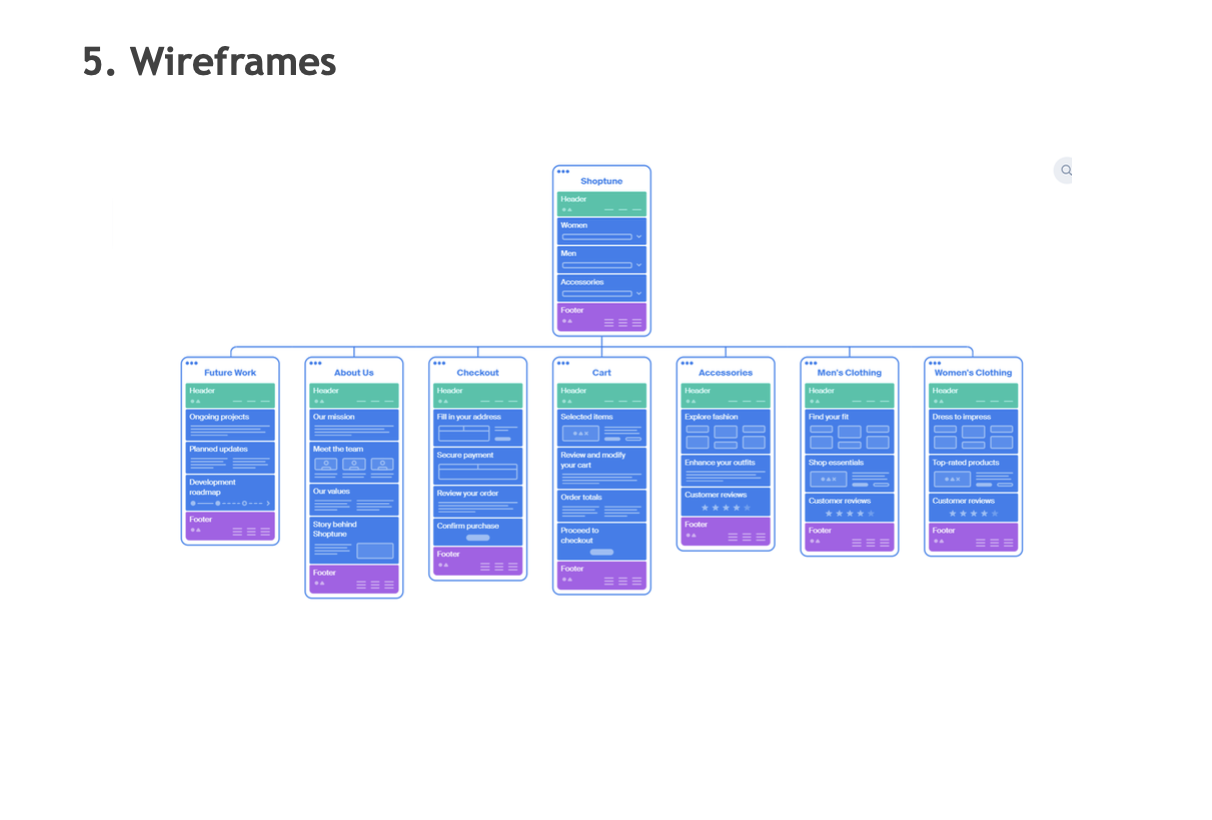 5. Wireframes
Shoptune
Header
Women
Men
Accessories
Footer
Future Work
Header
Ongoing projects
Planned updates
Development
roadmap
Footer
About Us
Header
Our mission
Meet the team
Our values
Story behind
Shoptune
Footer
Checkout
Header
Fill in your address
Secure payment
Review your order
Confirm purchase
Footer
Cart
Header
Selected items
Review and modify
your cart
Order totals
Proceed to
checkout
Footer
Accessories
Header
Explore fashion
Enhance your outfits
Customer reviews
Footer
Men's Clothing
Header
Find your fit
Shop essentials
Customer reviews
Footer
Women's Clothing
Header
Dress to impress
Top-rated products
Customer reviews
Footer